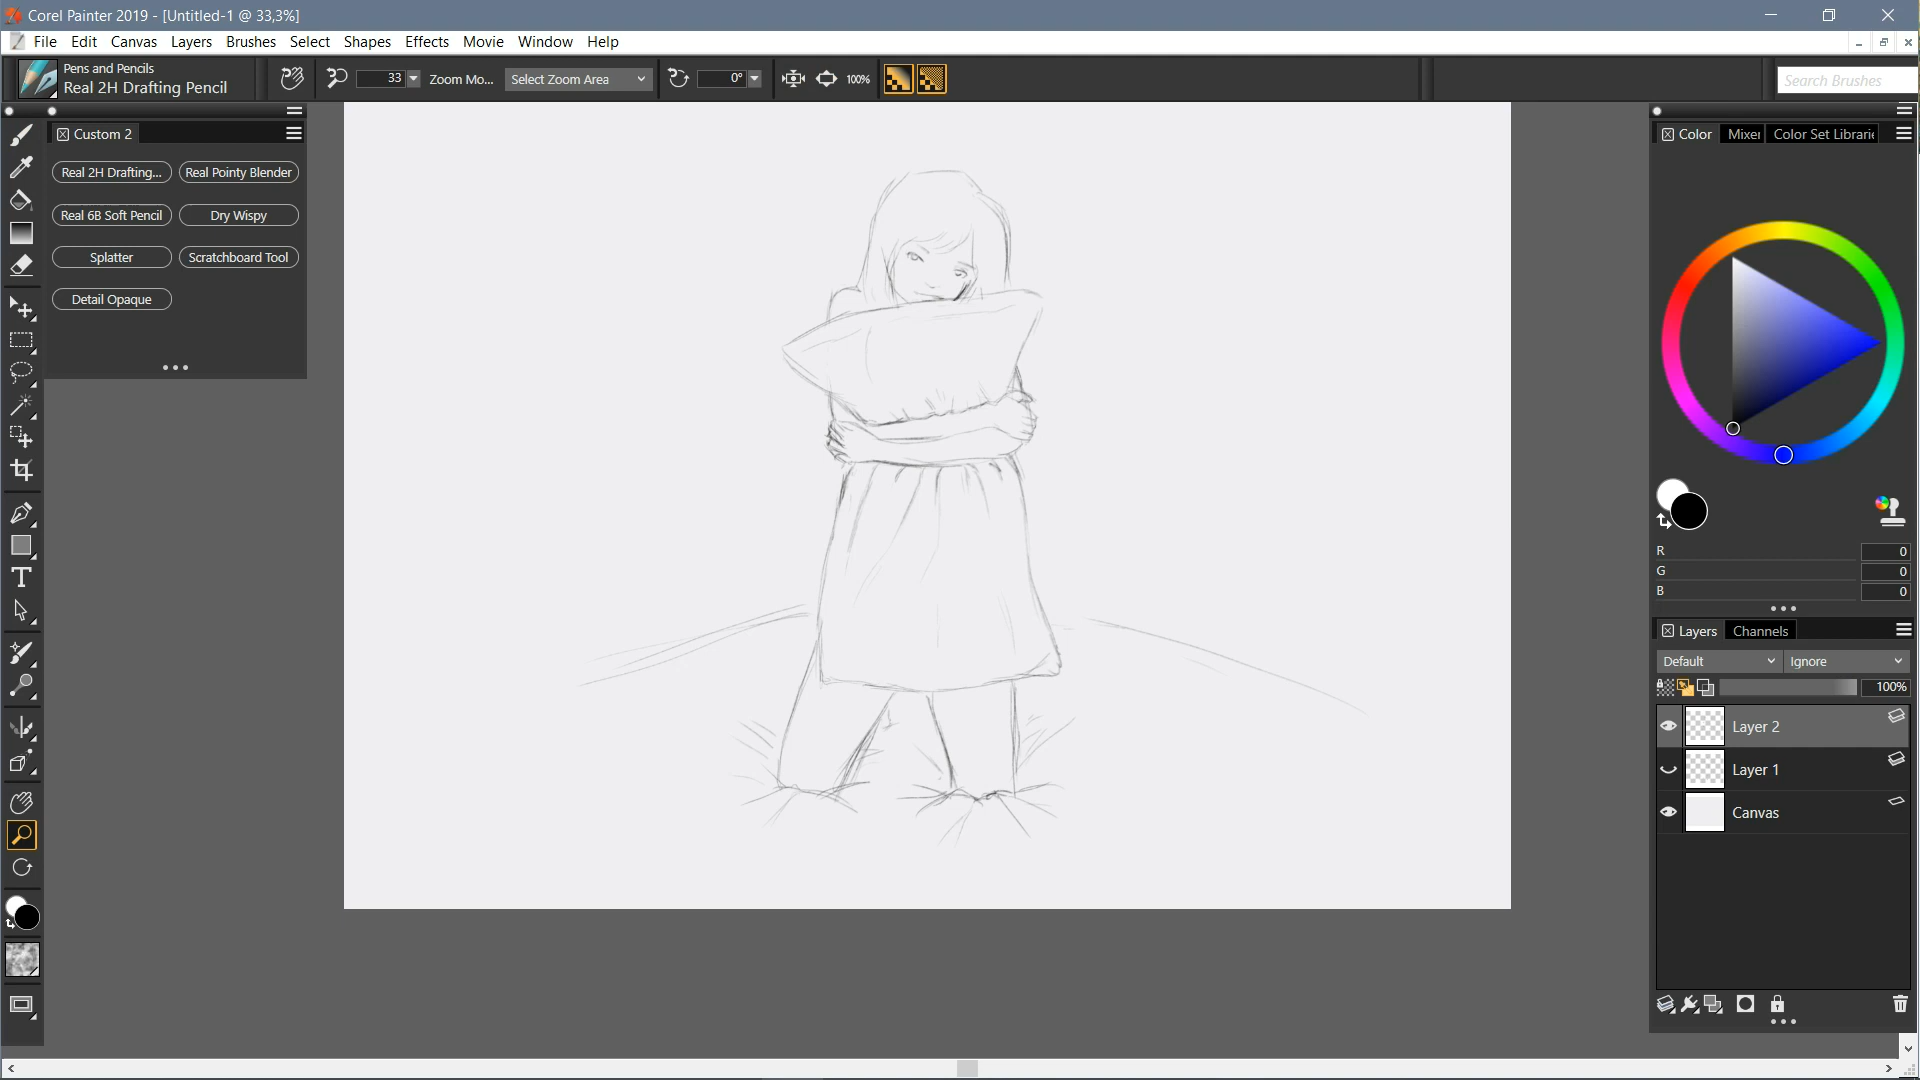 Corel Painter 2019 - [Untitled-1 @ 33,3%]
File Edit Canvas Layers Brushes Select Shapes Effects Movie Window Help
Pens and Pencils
Real 2H Drafting Pencil
33 Zoom Mo... Select Zoom Area 0° 100%
Search Brushes
Custom 2
Real 2H Drafting... Real Pointy Blender
Real 6B Soft Pencil Dry Wispy
Splatter Scratchboard Tool
Detail Opaque
Color Mixer Color Set Librarie
R 0
G 0
B 0
Layers Channels
Default Ignore
100%
Layer 2
Layer 1
Canvas